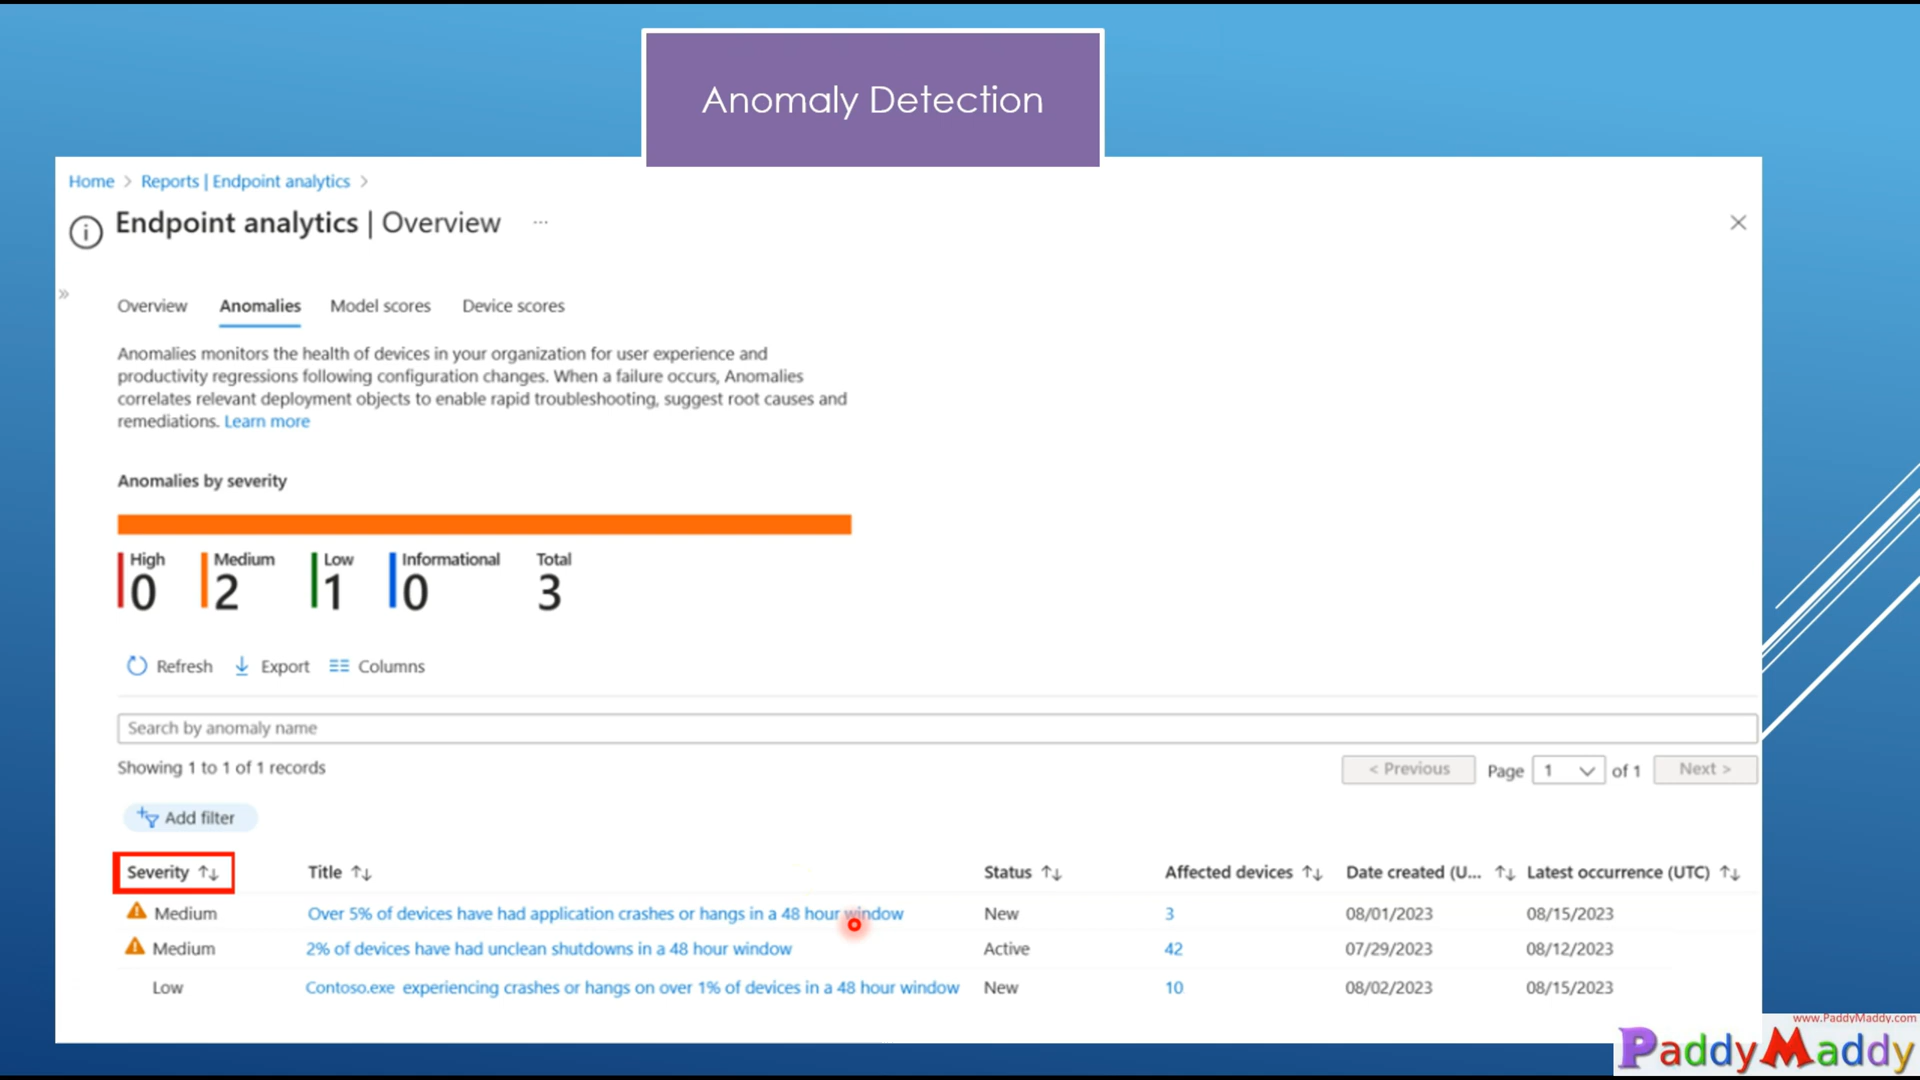 Anomaly Detection
Home > Reports | Endpoint analytics >
Endpoint analytics | Overview ...
Overview Anomalies Model scores Device scores
Anomalies monitors the health of devices in your organization for user experience and
productivity regressions following configuration changes. When a failure occurs, Anomalies
correlates relevant deployment objects to enable rapid troubleshooting, suggest root causes and
remediations. Learn more
Anomalies by severity
High Medium Low Informational Total
0 2 1 0 3
Refresh Export Columns
Search by anomaly name
Showing 1 to 1 of 1 records < Previous Page 1 of 1 Next >
Add filter
Severity Title Status Affected devices Date created (U... Latest occurrence (UTC)
Medium Over 5% of devices have had application crashes or hangs in a 48 hour window New 3 08/01/2023 08/15/2023
Medium 2% of devices have had unclean shutdowns in a 48 hour window Active 42 07/29/2023 08/12/2023
Low Contoso.exe experiencing crashes or hangs on over 1% of devices in a 48 hour window New 10 08/02/2023 08/15/2023
www.PaddyMaddy.com
PaddyMaddy